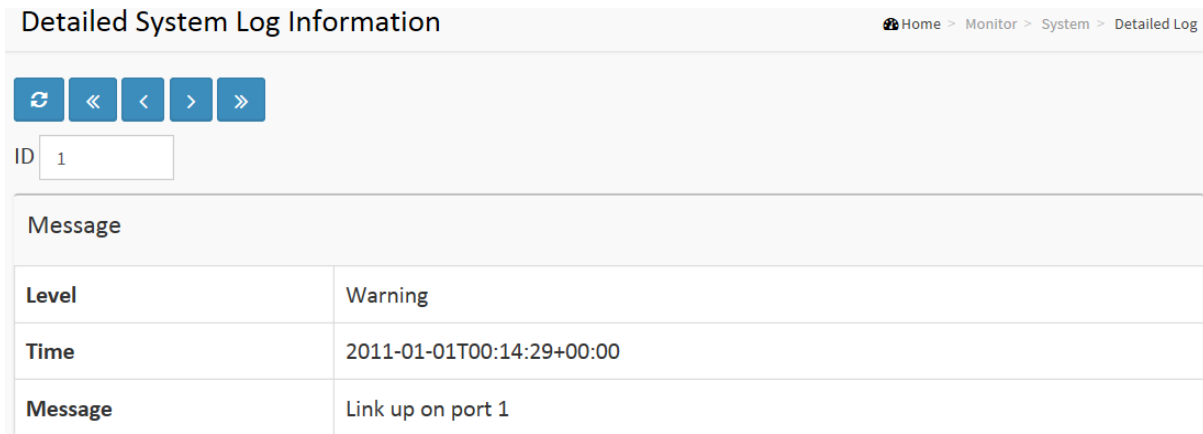 Detailed System Log Information
Home > Monitor > System > Detailed Log
ID 1
Message
Level Warning
Time 2011-01-01T00:14:29+00:00
Message Link up on port 1